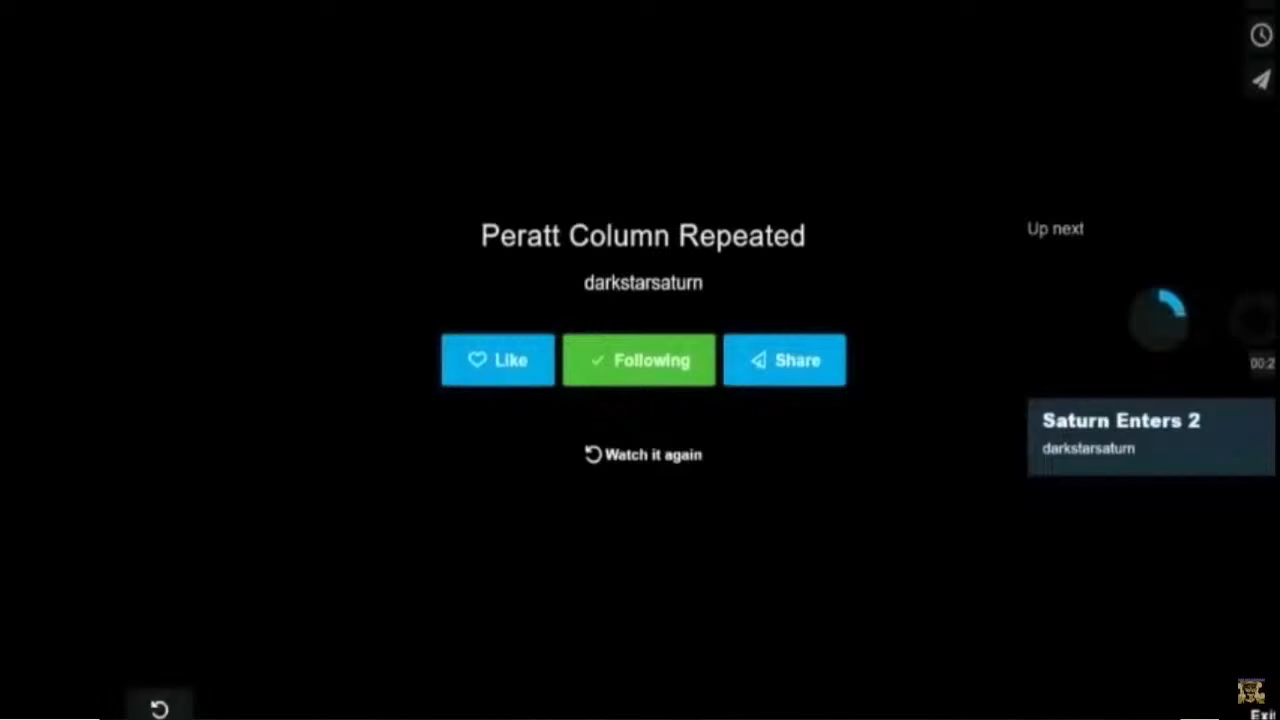 Peratt Column Repeated
darkstarsaturn
Like
Following
Share
Watch it again
Up next
Saturn Enters 2
darkstarsaturn